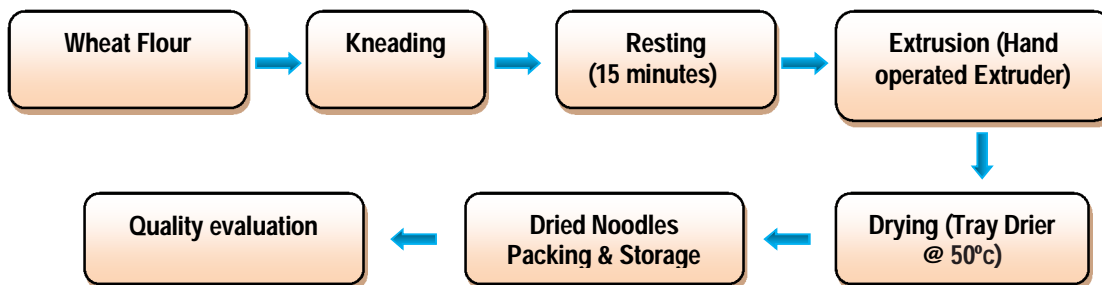 Wheat Flour
Kneading
Resting
(15 minutes)
Extrusion (Hand
operated Extruder)
Drying (Tray Drier
@ 50ºc)
Dried Noodles
Packing & Storage
Quality evaluation